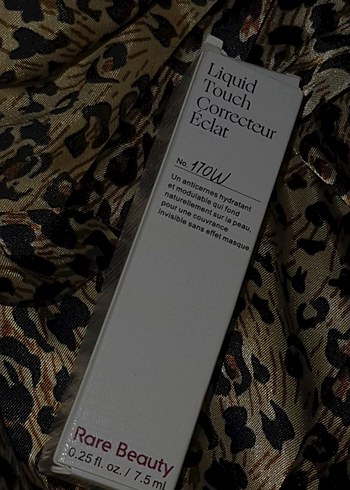 Liquid
Touch
Correcteur
Éclat
No. 170W
Un anticernes hydratant
et modulable qui fond
naturellement sur la peau,
pour une couvrance
invisible sans effet masque
Rare Beauty
0.25 fl. oz. / 7.5 ml